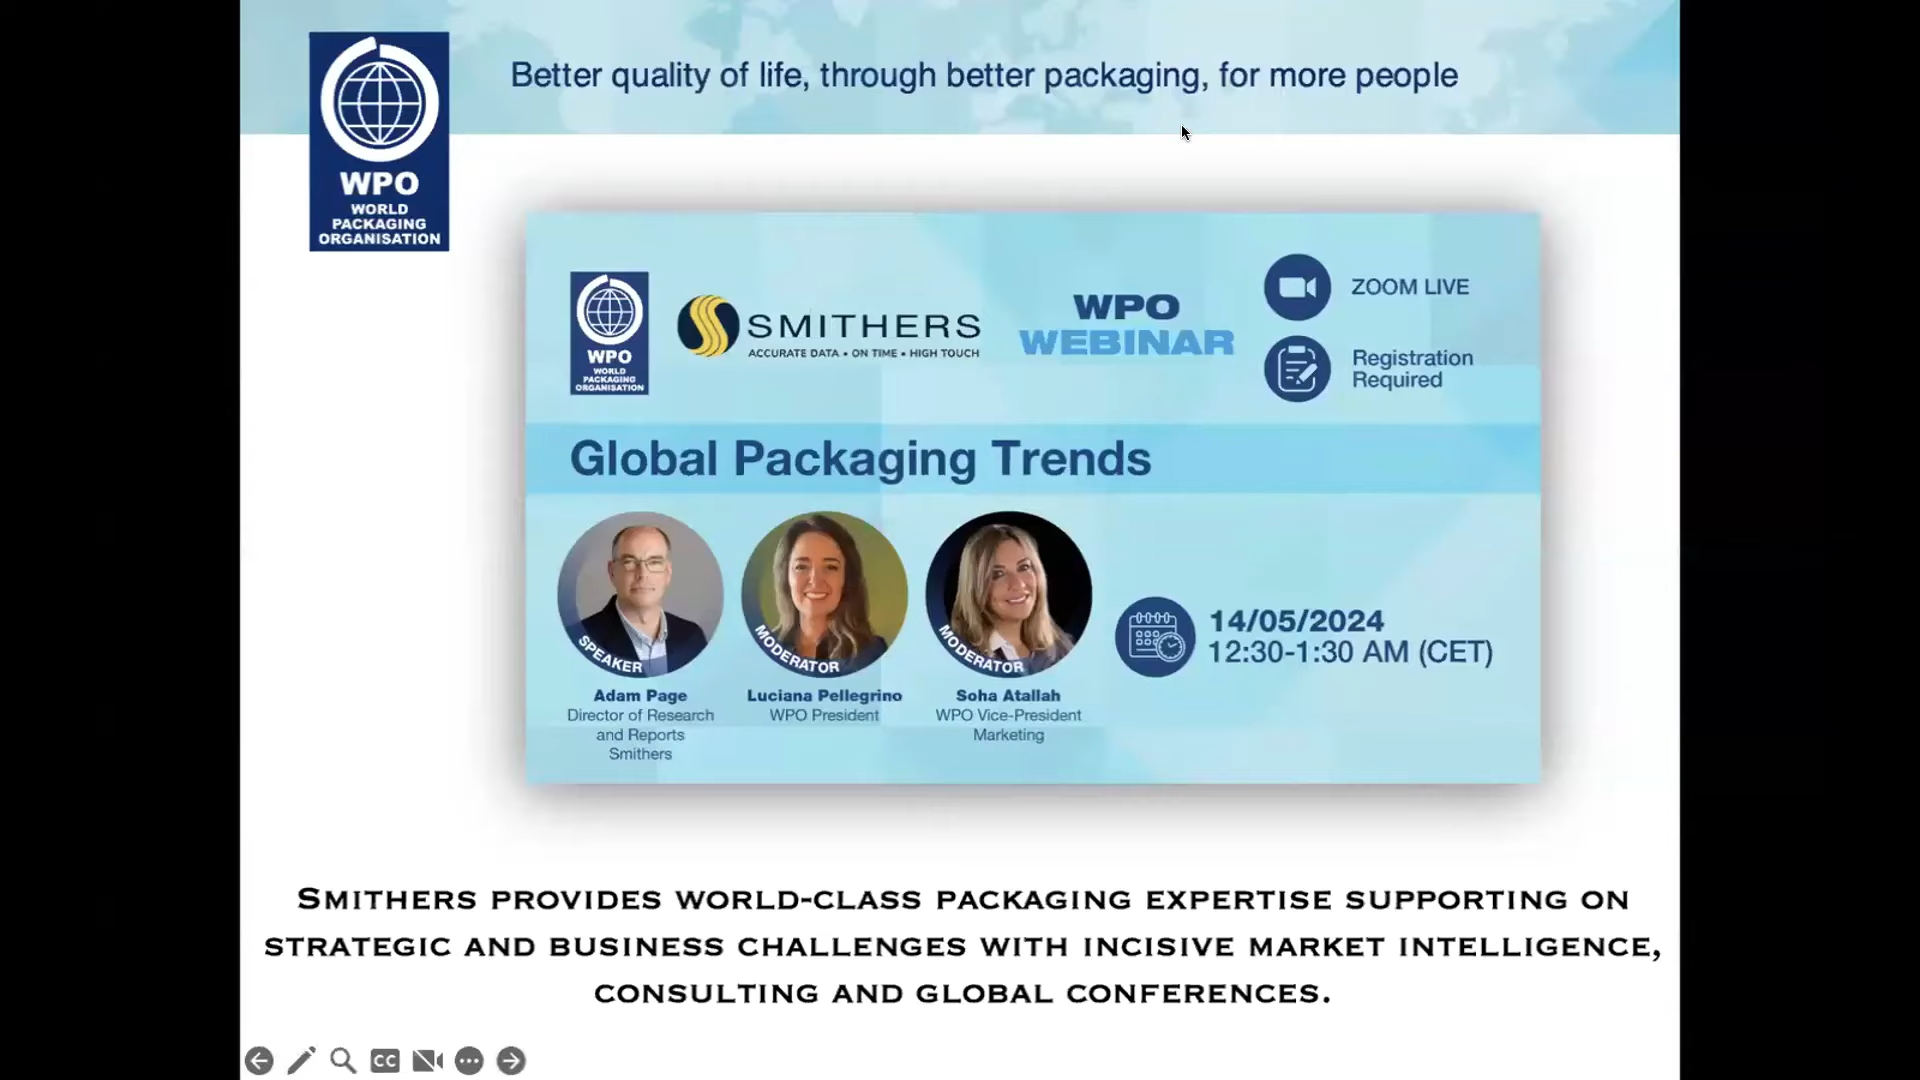 Better quality of life, through better packaging, for more people
WPO
WORLD
PACKAGING
ORGANISATION
WPO
WORLD
PACKAGING
ORGANISATION
SMITHERS
ACCURATE DATA • ON TIME • HIGH TOUCH
WPO
WEBINAR
ZOOM LIVE
Registration
Required
Global Packaging Trends
SPEAKER
Adam Page
Director of Research
and Reports
Smithers
MODERATOR
Luciana Pellegrino
WPO President
MODERATOR
Soha Atallah
WPO Vice-President
Marketing
14/05/2024
12:30-1:30 AM (CET)
SMITHERS PROVIDES WORLD-CLASS PACKAGING EXPERTISE SUPPORTING ON
STRATEGIC AND BUSINESS CHALLENGES WITH INCISIVE MARKET INTELLIGENCE,
CONSULTING AND GLOBAL CONFERENCES.
CC